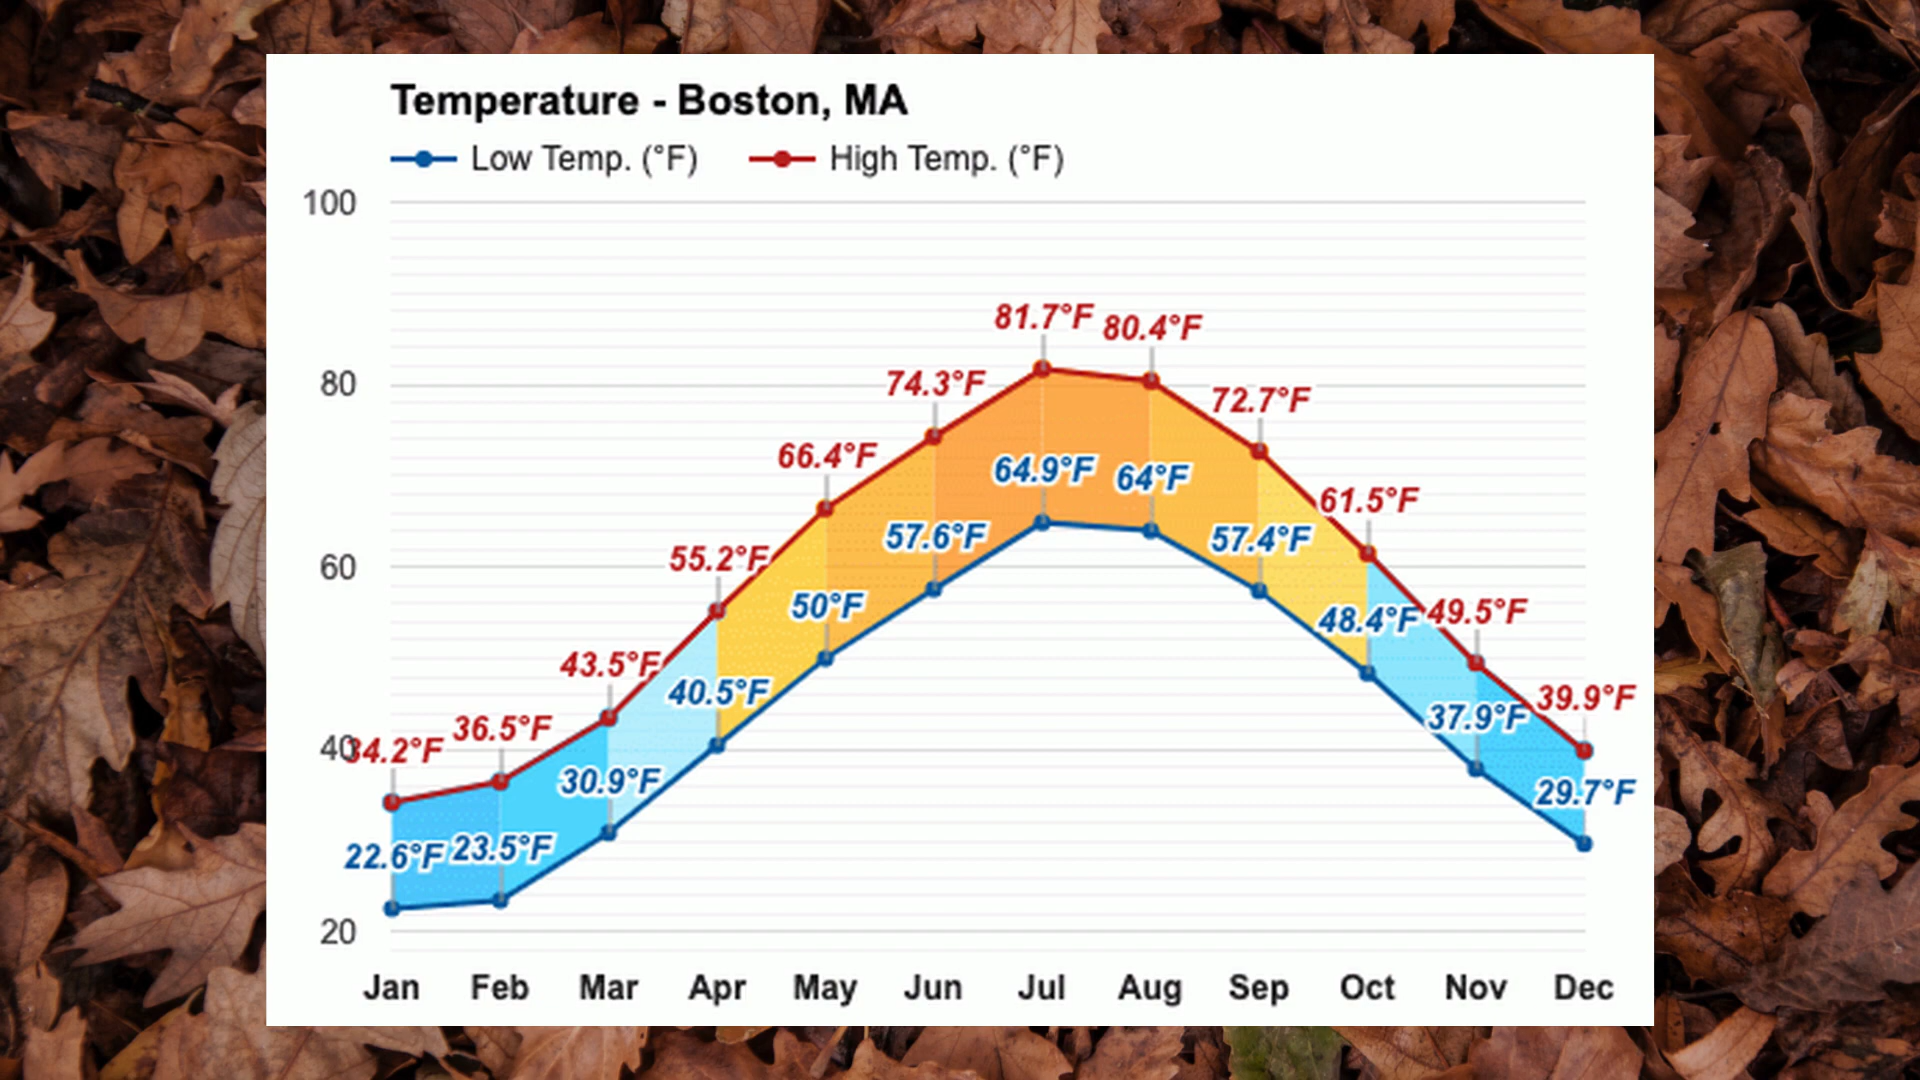 Temperature - Boston, MA
Low Temp. (°F) High Temp. (°F)
100
80
60
40
20
81.7°F 80.4°F
74.3°F 72.7°F
66.4°F 64.9°F 64°F
61.5°F
55.2°F 57.6°F 57.4°F
50°F 48.4°F 49.5°F
43.5°F 40.5°F 37.9°F 39.9°F
34.2°F 36.5°F 30.9°F 29.7°F
22.6°F 23.5°F
Jan Feb Mar Apr May Jun Jul Aug Sep Oct Nov Dec